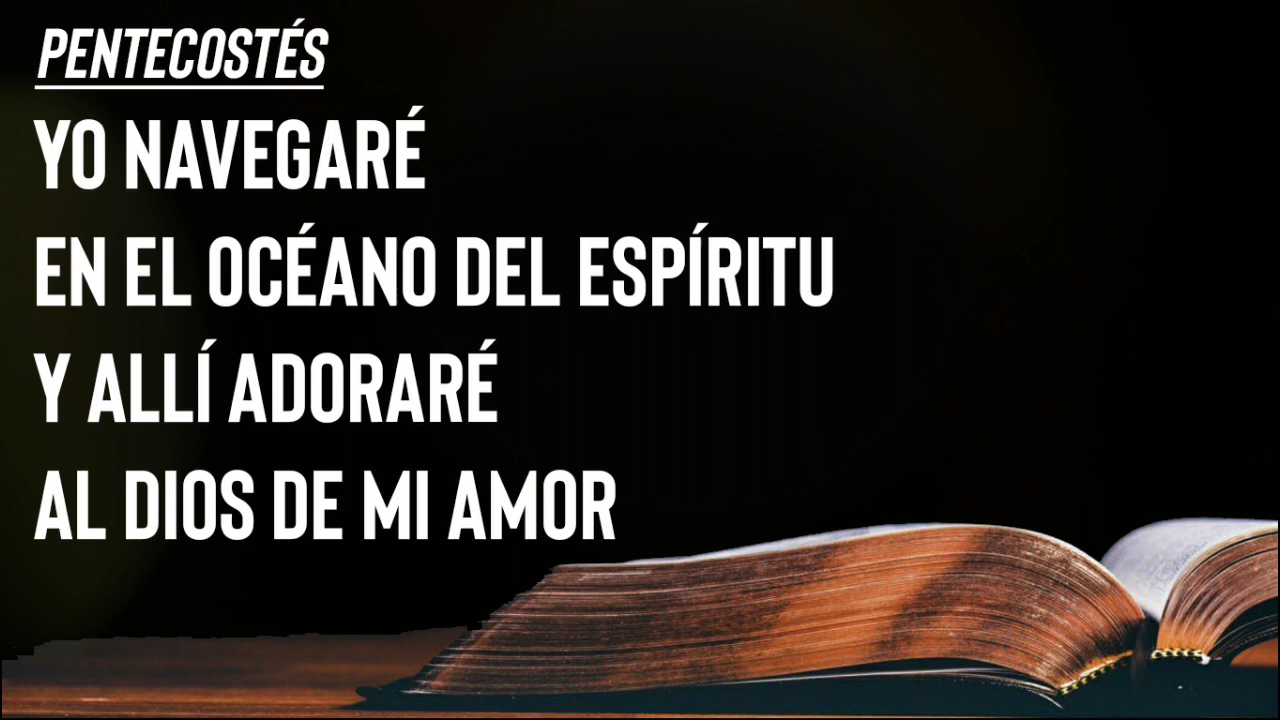 PENTECOSTÉS
YO NAVEGARÉ
EN EL OCÉANO DEL ESPÍRITU
Y ALLÍ ADORARÉ
AL DIOS DE MI AMOR